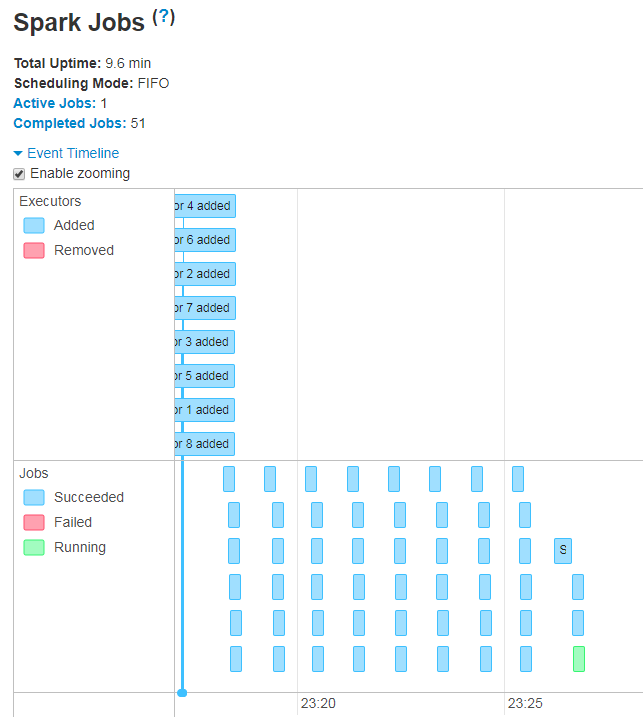 Spark Jobs (?)
Total Uptime: 9.6 min
Scheduling Mode: FIFO
Active Jobs: 1
Completed Jobs: 51
Event Timeline
Enable zooming
Executors
Added
Removed
or 4 added
or 6 added
or 2 added
or 7 added
or 3 added
or 5 added
or 1 added
or 8 added
Jobs
Succeeded
Failed
Running
S
23:20
23:25